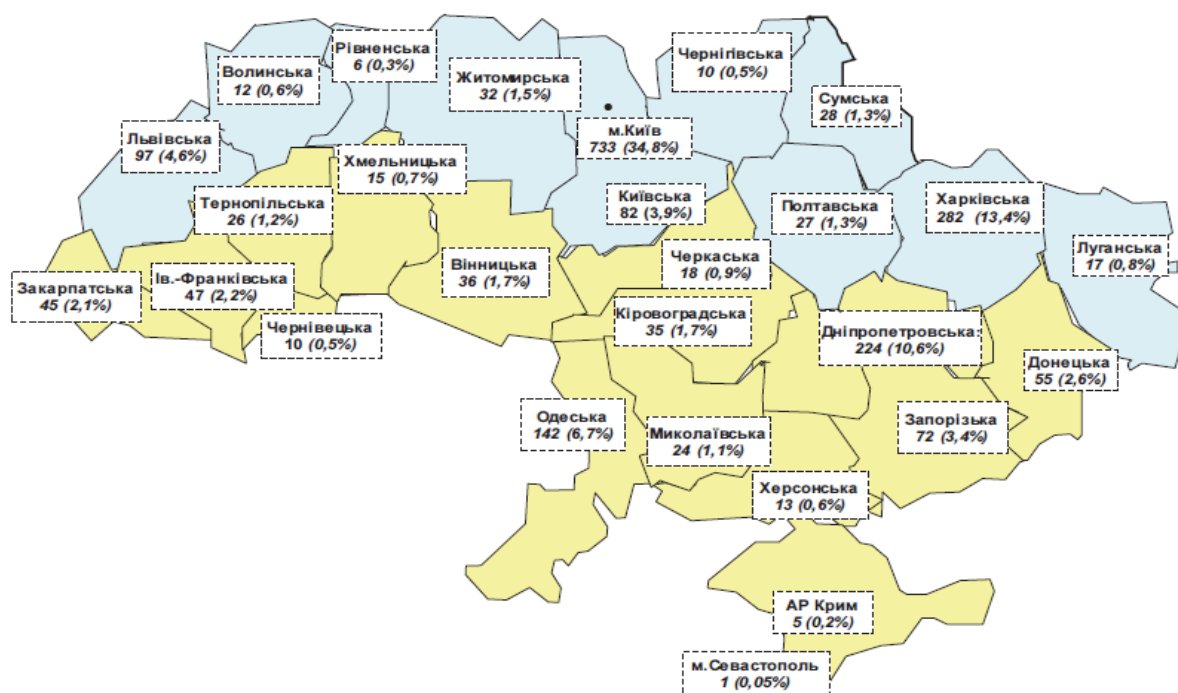 Рівненська
6 (0,3%)
Волинська
12 (0,6%)
Житомирська
32 (1,5%)
Чернігівська
10 (0,5%)
Сумська
28 (1,3%)
Львівська
97 (4,6%)
м.Київ
733 (34,8%)
Хмельницька
15 (0,7%)
Тернопільська
26 (1,2%)
Київська
82 (3,9%)
Полтавська
27 (1,3%)
Харківська
282 (13,4%)
Луганська
17 (0,8%)
Черкаська
18 (0,9%)
Вінницька
36 (1,7%)
Ів.-Франківська
47 (2,2%)
Закарпатська
45 (2,1%)
Чернівецька
10 (0,5%)
Кіровоградська
35 (1,7%)
Дніпропетровська:
224 (10,6%)
Донецька
55 (2,6%)
Одеська
142 (6,7%)
Миколаївська
24 (1,1%)
Запорізька
72 (3,4%)
Херсонська
13 (0,6%)
АР Крим
5 (0,2%)
м.Севастополь
1 (0,05%)